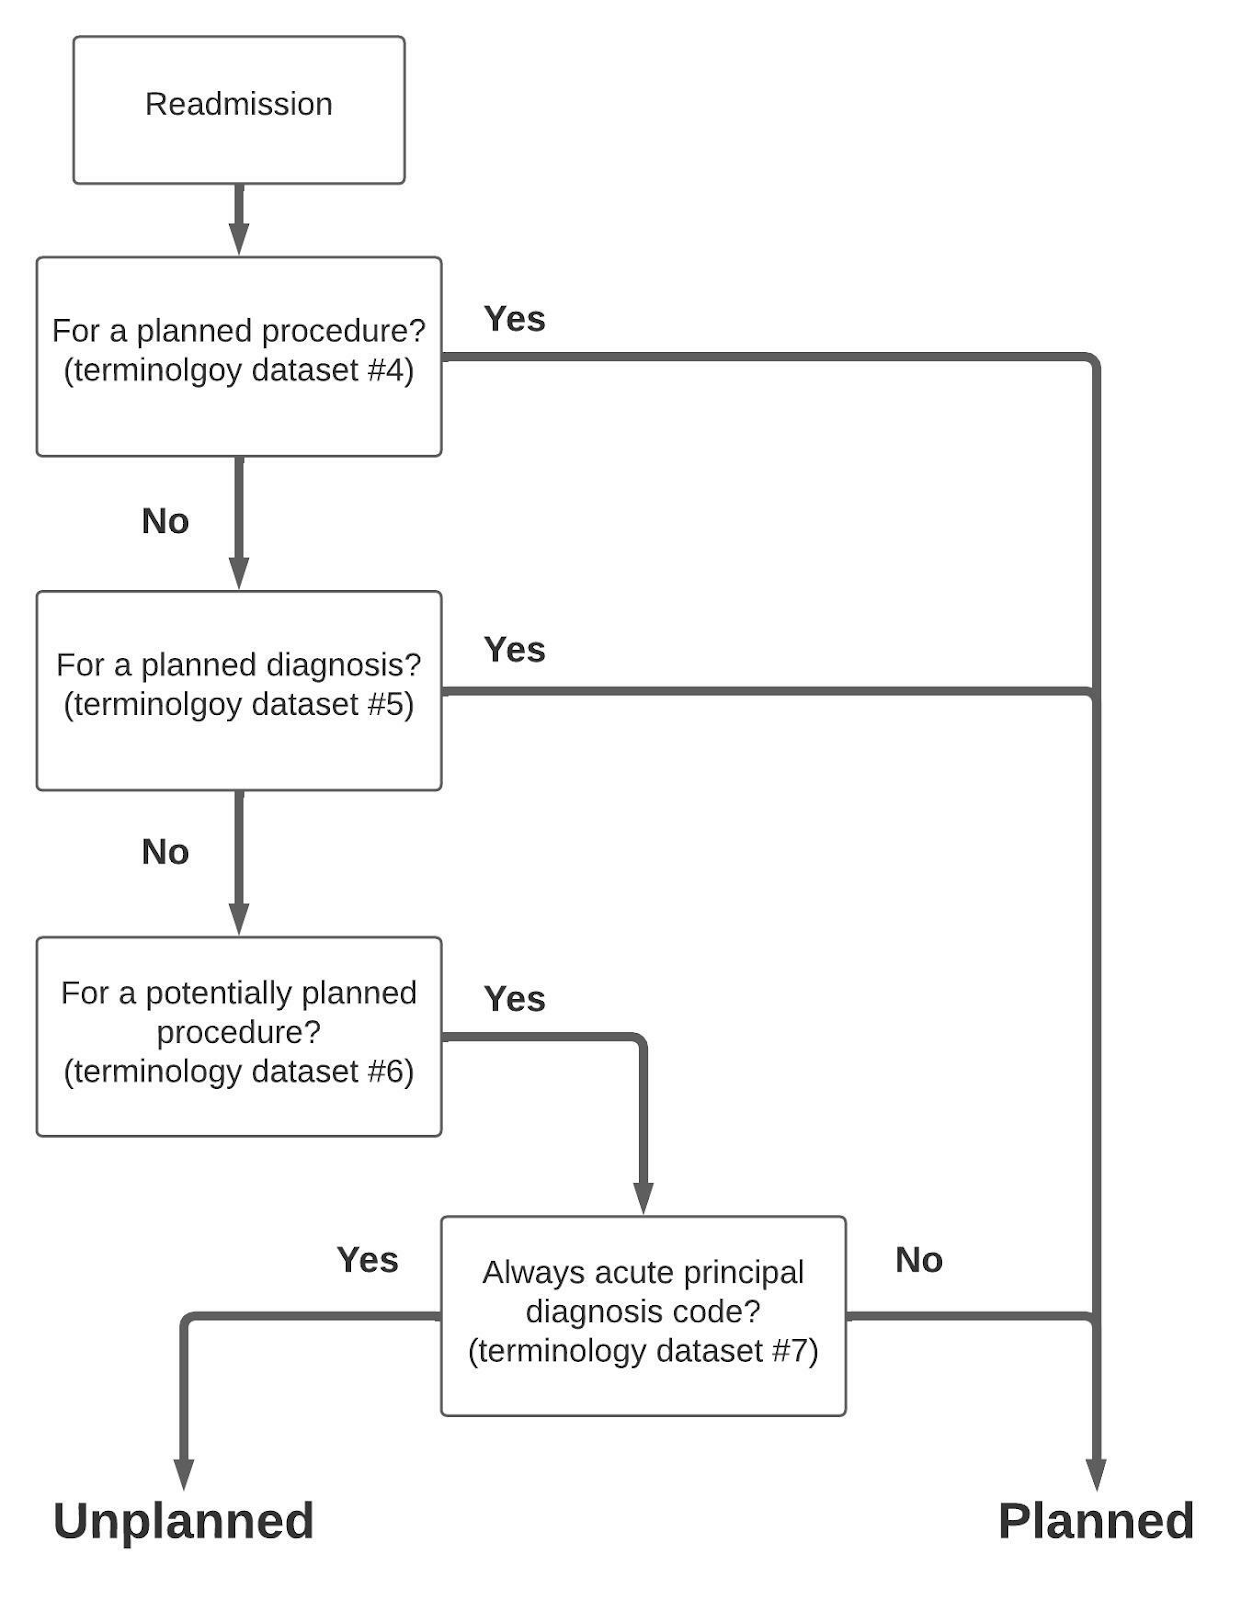 Readmission
For a planned procedure?
(terminolgoy dataset #4)
Yes
No
For a planned diagnosis?
(terminolgoy dataset #5)
Yes
No
For a potentially planned
procedure?
(terminology dataset #6)
Yes
Yes
Always acute principal
diagnosis code?
(terminology dataset #7)
No
Unplanned
Planned